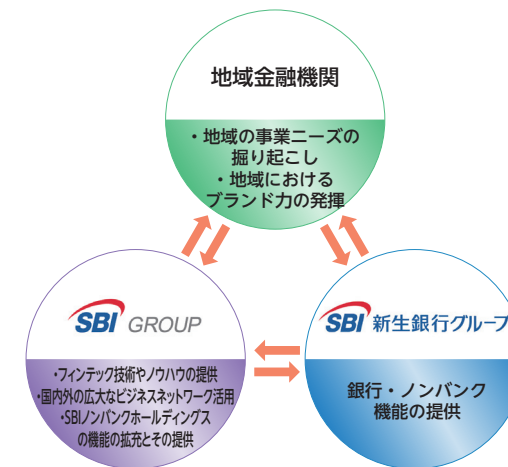 地域金融機関
・地域の事業ニーズの
掘り起こし
・地域における
ブランド力の発揮
SBI GROUP
・フィンテック技術やノウハウの提供
・国内外の広大なビジネスネットワーク活用
・SBIノンバンクホールディングス
の機能の拡充とその提供
SBI 新生銀行グループ
銀行・ノンバンク
機能の提供